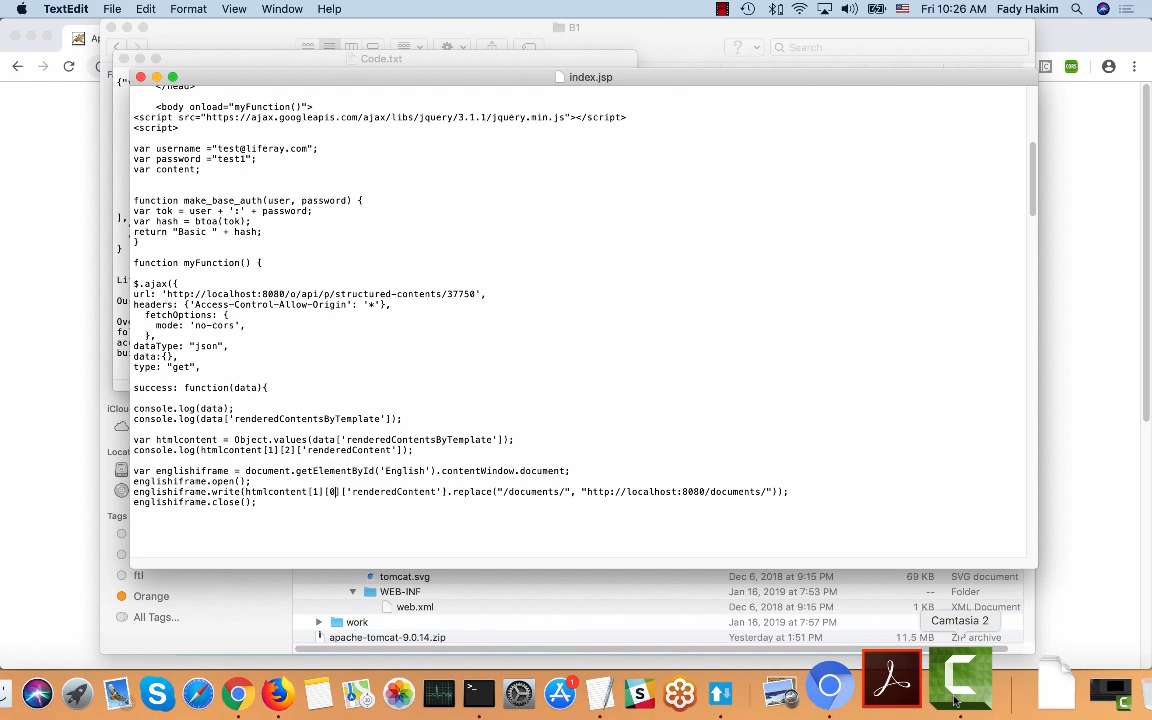 TextEdit File Edit Format View Window Help Fri 10:26 AM Fady Hakim
B1
Search
Code.txt
index.jsp
</head>
<body onload="myFunction()">
<script src="https://ajax.googleapis.com/ajax/libs/jquery/3.1.1/jquery.min.js"></script>
<script>
var username ="test@liferay.com";
var password ="test1";
var content;
function make_base_auth(user, password) {
var tok = user + ':' + password;
var hash = btoa(tok);
return "Basic " + hash;
}
function myFunction() {
$.ajax({
url: 'http://localhost:8080/o/api/p/structured-contents/37750',
headers: {'Access-Control-Allow-Origin': '*'},
fetchOptions: {
mode: 'no-cors',
},
dataType: "json",
data:{},
type: "get",
success: function(data){
console.log(data);
console.log(data['renderedContentsByTemplate']);
var htmlcontent = Object.values(data['renderedContentsByTemplate']);
console.log(htmlcontent[1][2]['renderedContent']);
var englishiframe = document.getElementById('English').contentWindow.document;
englishiframe.open();
englishiframe.write(htmlcontent[1][0]['renderedContent'].replace("/documents/", "http://localhost:8080/documents/"));
englishiframe.close();
iClou
Locat
Tags
ftl
Orange
All Tags...
tomcat.svg Dec 6, 2018 at 9:15 PM 69 KB SVG document
WEB-INF Jan 16, 2019 at 7:53 PM -- Folder
web.xml Dec 6, 2018 at 9:15 PM 1 KB XML Document
work Jan 16, 2019 at 7:57 PM
apache-tomcat-9.0.14.zip Yesterday at 1:51 PM 11.5 MB ZIP archive
Camtasia 2